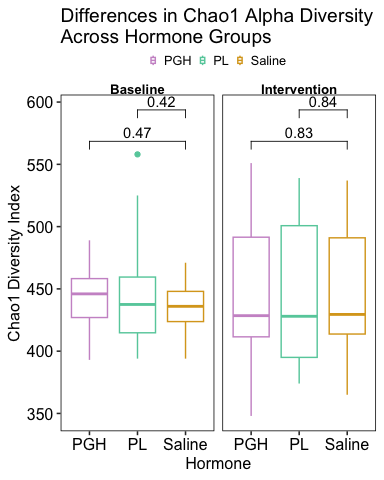 Differences in Chao1 Alpha Diversity
Across Hormone Groups
PGH PL Saline
Baseline Intervention
0.42 0.84
0.47 0.83
600
550
500
450
400
350
Chao1 Diversity Index
PGH PL Saline PGH PL Saline
Hormone